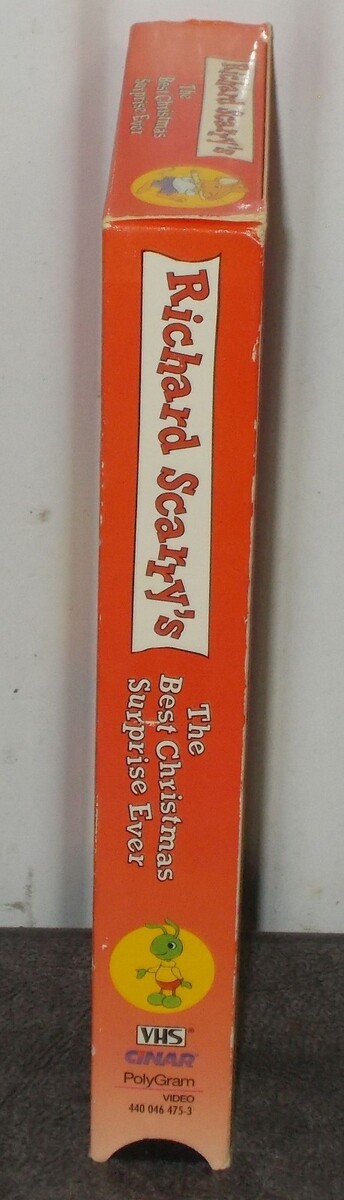 Richard Scarry's
The
Best Christmas
Surprise Ever
Richard Scarry's
The
Best Christmas
Surprise Ever
VHS®
CiNAR
PolyGram
VIDEO
440 046 475-3